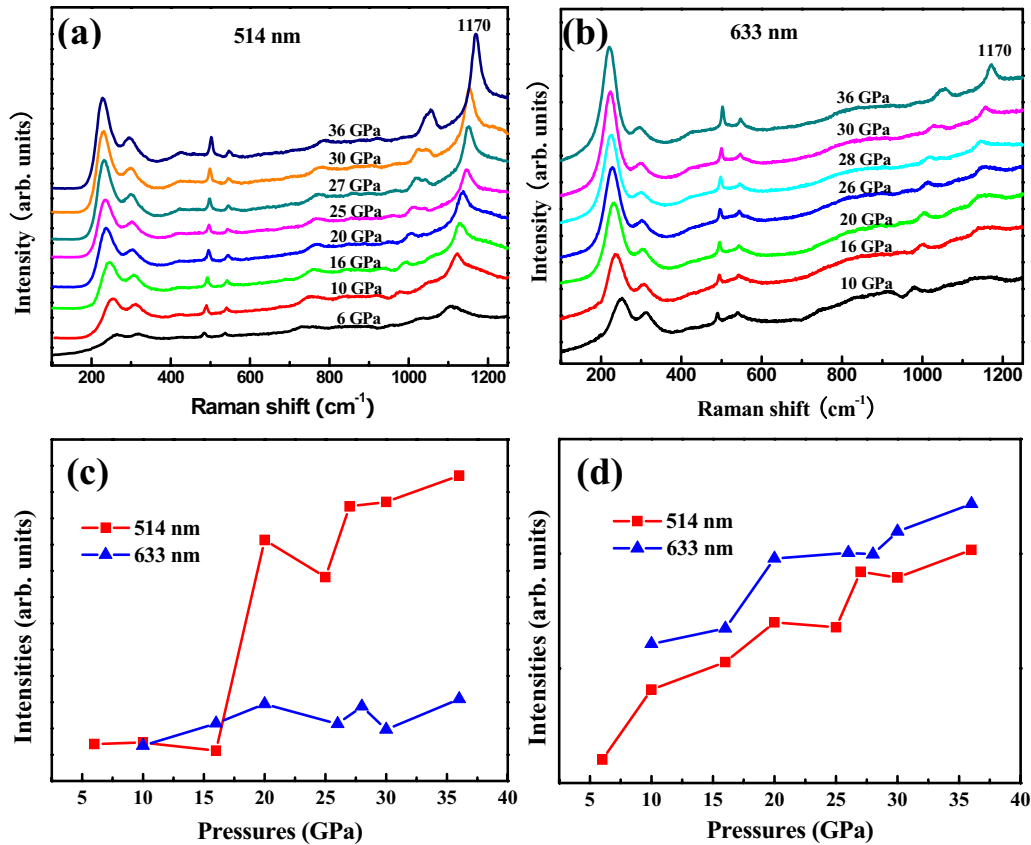 (a)
514 nm
1170
36 GPa
30 GPa
27 GPa
25 GPa
20 GPa
16 GPa
10 GPa
6 GPa
Intensity (arb. units)
200 400 600 800 1000 1200
Raman shift (cm-1)
(b)
633 nm
1170
36 GPa
30 GPa
28 GPa
26 GPa
20 GPa
16 GPa
10 GPa
Intensity (arb. units)
200 400 600 800 1000 1200
Raman shift (cm-1)
(c)
514 nm
633 nm
Intensities (arb. units)
5 10 15 20 25 30 35 40
Pressures (GPa)
(d)
514 nm
633 nm
Intensities (arb. units)
5 10 15 20 25 30 35 40
Pressures (GPa)